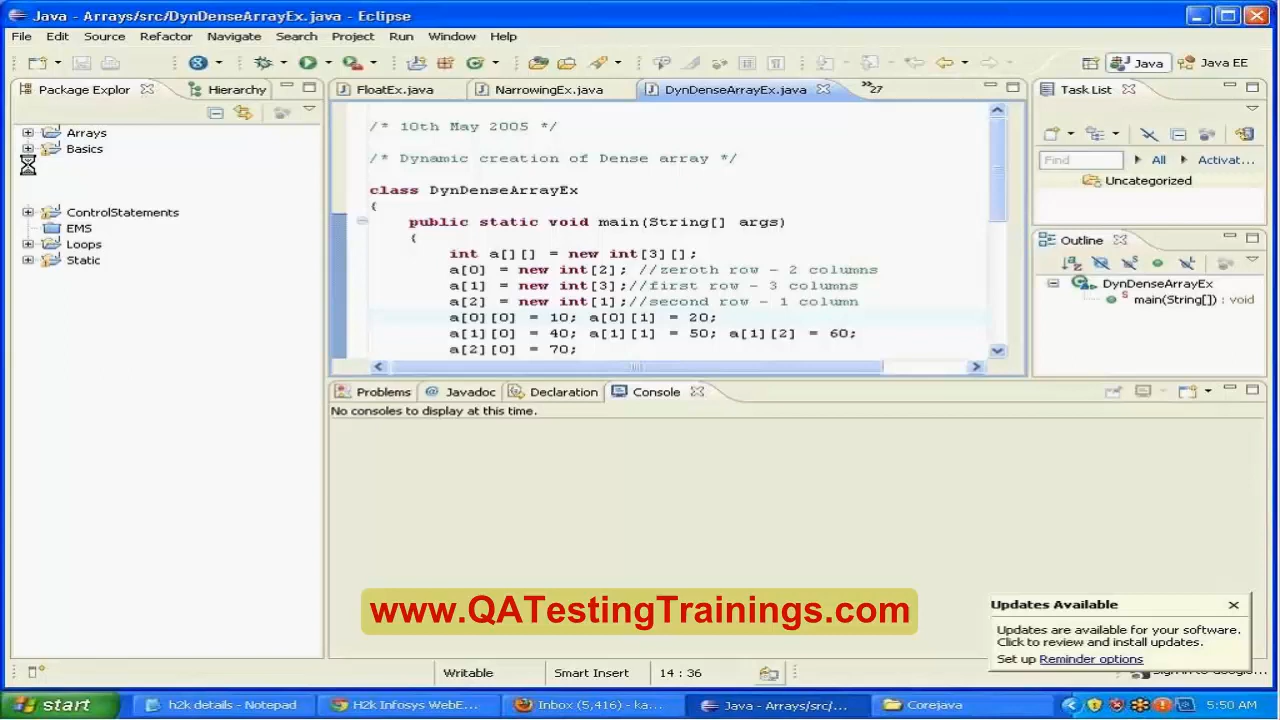 Java - Arrays/src/DynDenseArrayEx.java - Eclipse
File Edit Source Refactor Navigate Search Project Run Window Help
Java Java EE
Package Explor Hierarchy
FloatEx.java NarrowingEx.java DynDenseArrayEx.java »27
Task List
Arrays
Basics
ControlStatements
EMS
Loops
Static
/* 10th May 2005 */
/* Dynamic creation of Dense array */
class DynDenseArrayEx
{
public static void main(String[] args)
{
int a[][] = new int[3][];
a[0] = new int[2]; //zeroth row - 2 columns
a[1] = new int[3];//first row - 3 columns
a[2] = new int[1];//second row - 1 column
a[0][0] = 10; a[0][1] = 20;
a[1][0] = 40; a[1][1] = 50; a[1][2] = 60;
a[2][0] = 70;
Find All Activat...
Uncategorized
Outline
DynDenseArrayEx
main(String[]) : void
Problems Javadoc Declaration Console
No consoles to display at this time.
www.QATestingTrainings.com
Updates Available
Updates are available for your software.
Click to review and install updates.
Set up Reminder options
Writable Smart Insert 14 : 36
start h2k details - Notepad H2k Infosys WebE... Inbox (5,416) - ka... Java - Arrays/src/... Corejava 5:50 AM